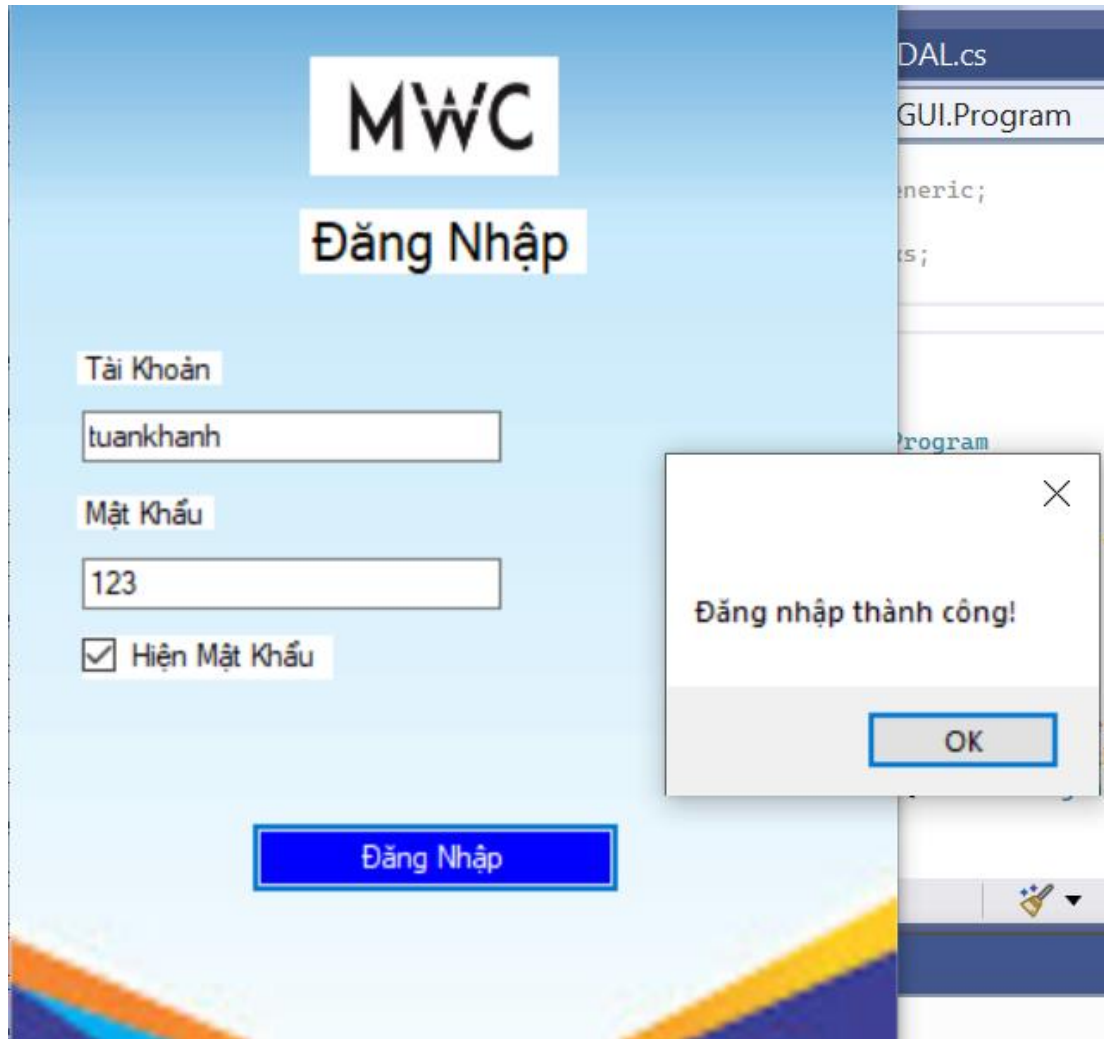 MWC
Đăng Nhập
Tài Khoản
tuankhanh
Mật Khẩu
123
Hiện Mật Khẩu
Đăng Nhập
Đăng nhập thành công!
OK
DAL.cs
GUI.Program
eneric;
ks;
Program